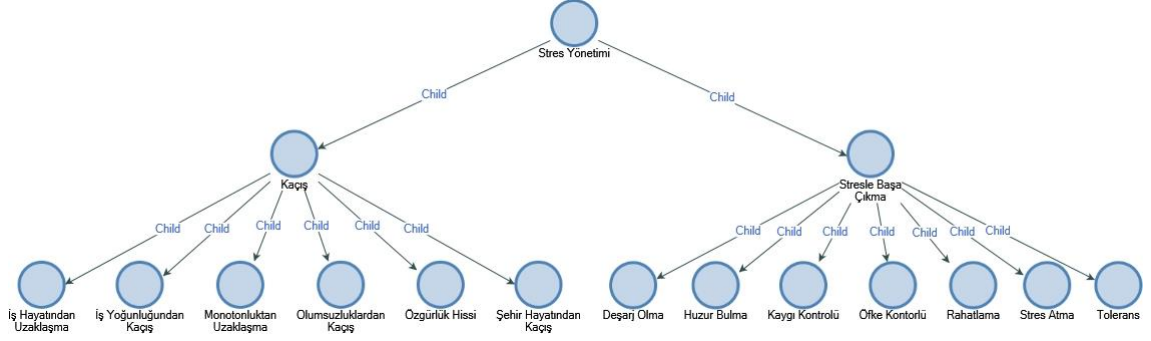 Stres Yönetimi
Child
Child
Kaçış
Stresle Başa
Çıkma
Child
Child
Child
Child
Child
Child
Child
Child
Child
Child
Child
Child
Child
İş Hayatından
Uzaklaşma
İş Yoğunluğundan
Kaçış
Monotonluktan
Uzaklaşma
Olumsuzluklardan
Kaçış
Özgürlük Hissi
Şehir Hayatından
Kaçış
Deşarj Olma
Huzur Bulma
Kaygı Kontrolü
Öfke Kontorlü
Rahatlama
Stres Atma
Tolerans